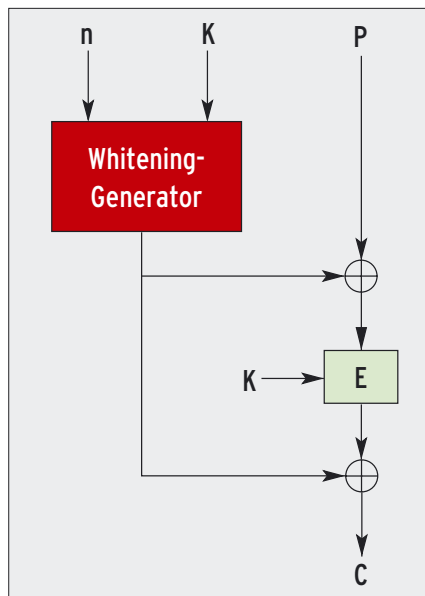 n K P
Whitening-
Generator
K E
C